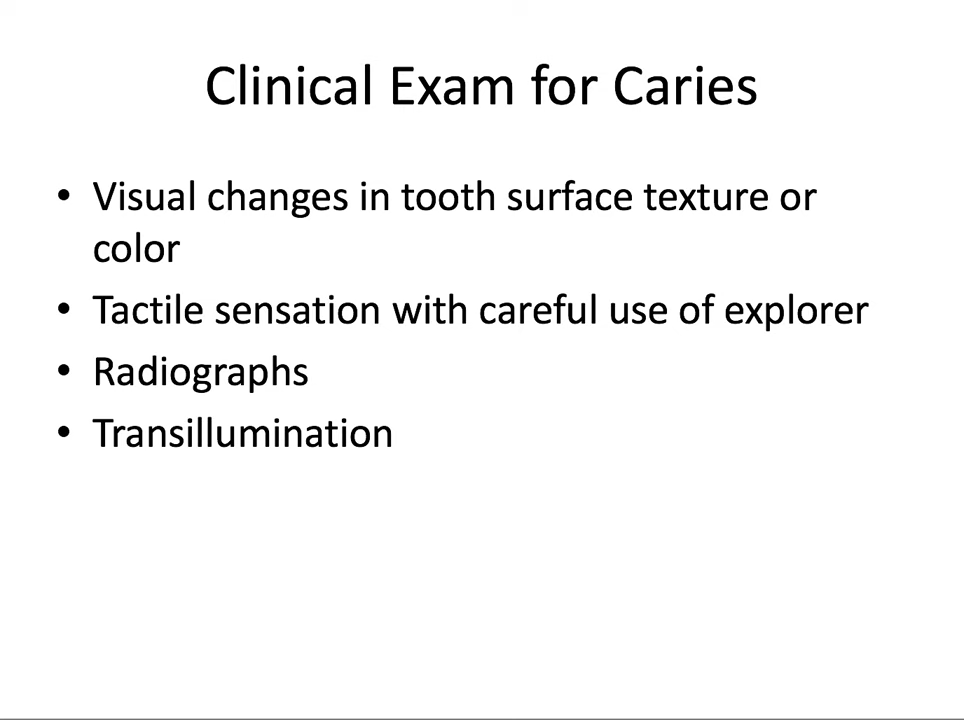 Clinical Exam for Caries
• Visual changes in tooth surface texture or
color
• Tactile sensation with careful use of explorer
• Radiographs
• Transillumination